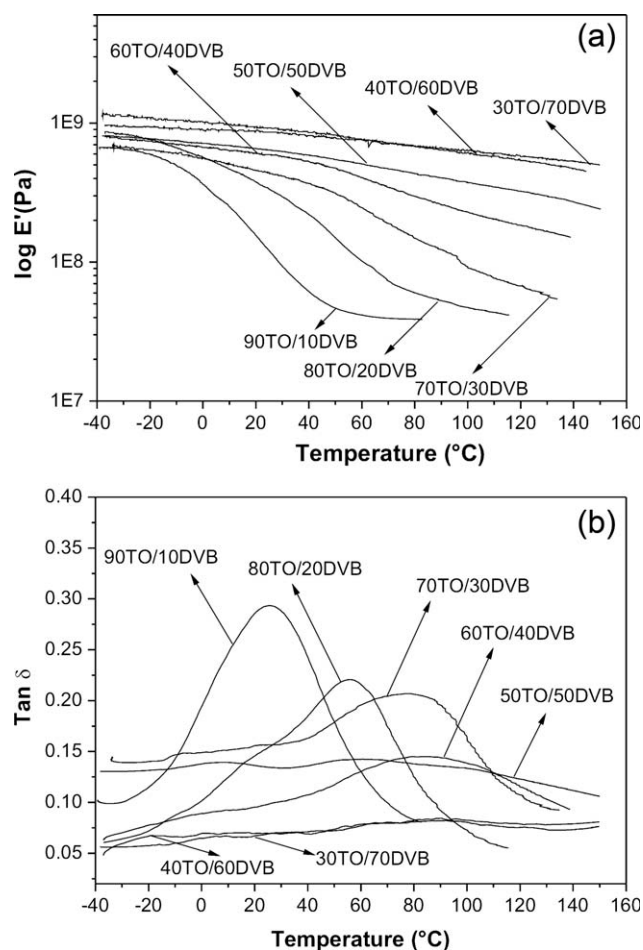 (a)
60TO/40DVB
50TO/50DVB
40TO/60DVB
30TO/70DVB
1E9
1E8
1E7
log E'(Pa)
90TO/10DVB
80TO/20DVB
70TO/30DVB
-40 -20 0 20 40 60 80 100 120 140 160
Temperature (°C)
(b)
0.40
0.35
0.30
0.25
0.20
0.15
0.10
0.05
Tan δ
90TO/10DVB
80TO/20DVB
70TO/30DVB
60TO/40DVB
50TO/50DVB
40TO/60DVB
30TO/70DVB
-40 -20 0 20 40 60 80 100 120 140 160
Temperature (°C)